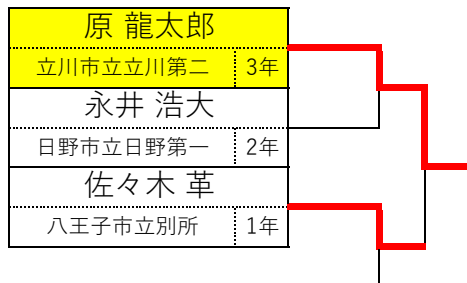 原 龍太郎
立川市立立川第二 3年
永井 浩大
日野市立日野第一 2年
佐々木 革
八王子市立別所 1年